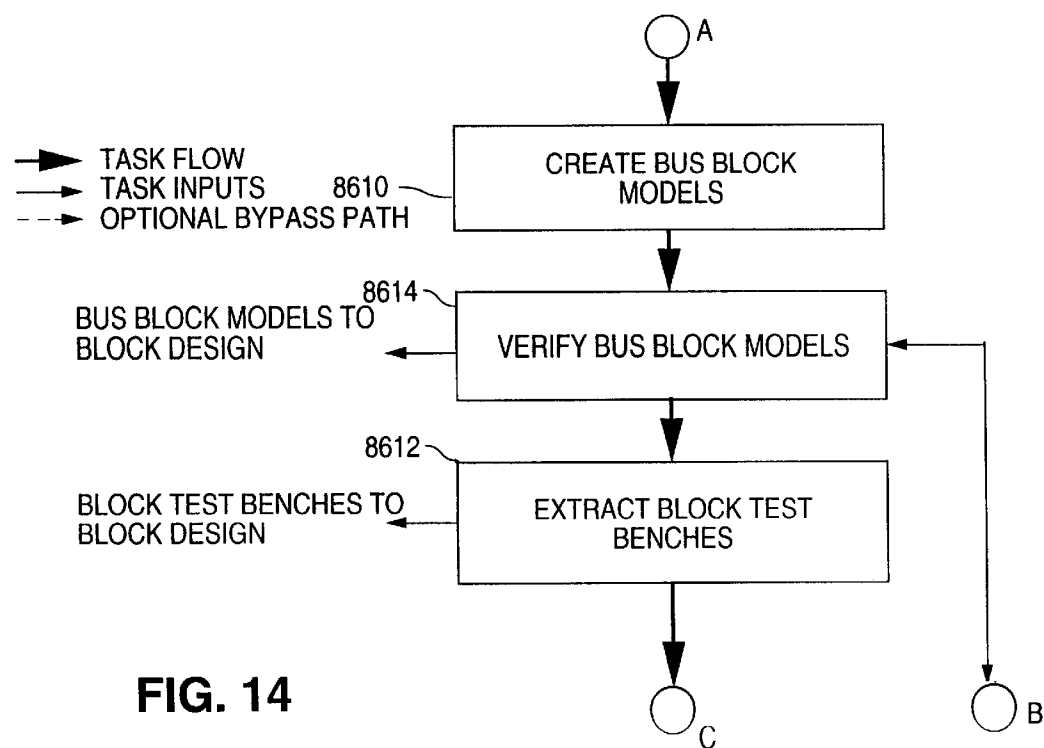 A
TASK FLOW
TASK INPUTS
OPTIONAL BYPASS PATH
8610
CREATE BUS BLOCK
MODELS
8614
BUS BLOCK MODELS TO
BLOCK DESIGN
VERIFY BUS BLOCK MODELS
8612
BLOCK TEST BENCHES TO
BLOCK DESIGN
EXTRACT BLOCK TEST
BENCHES
FIG. 14
C
B